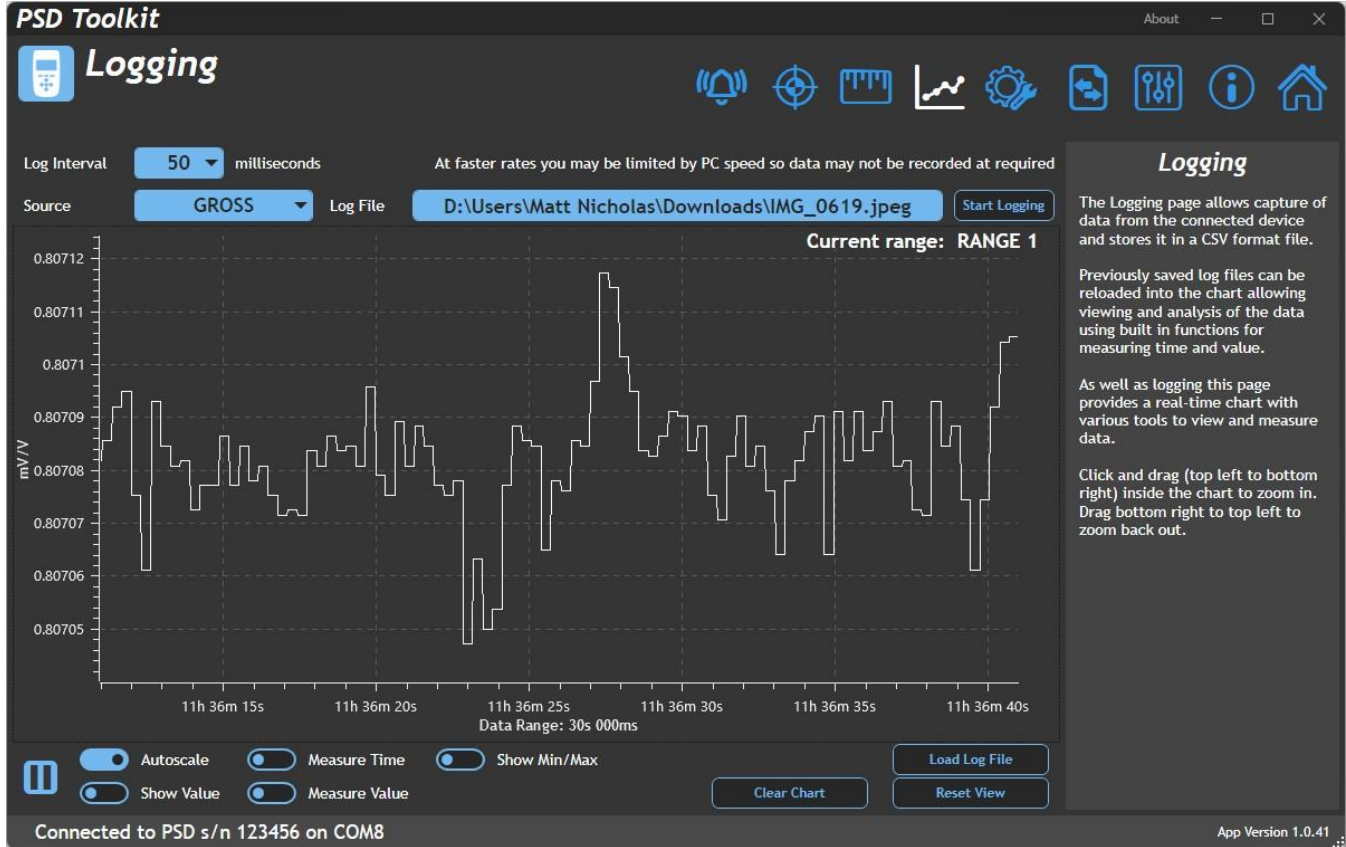 PSD Toolkit
About
Logging
Log Interval
50
milliseconds
At faster rates you may be limited by PC speed so data may not be recorded at required
Source
GROSS
Log File
D:\Users\Matt Nicholas\Downloads\IMG_0619.jpeg
Start Logging
Current range: RANGE 1
0.80712
0.80711
0.8071
0.80709
0.80708
0.80707
0.80706
0.80705
mV/V
11h 36m 15s
11h 36m 20s
11h 36m 25s
11h 36m 30s
11h 36m 35s
11h 36m 40s
Data Range: 30s 000ms
Autoscale
Measure Time
Show Min/Max
Load Log File
Show Value
Measure Value
Clear Chart
Reset View
Logging
The Logging page allows capture of
data from the connected device
and stores it in a CSV format file.
Previously saved log files can be
reloaded into the chart allowing
viewing and analysis of the data
using built in functions for
measuring time and value.
As well as logging this page
provides a real-time chart with
various tools to view and measure
data.
Click and drag (top left to bottom
right) inside the chart to zoom in.
Drag bottom right to top left to
zoom back out.
Connected to PSD s/n 123456 on COM8
App Version 1.0.41